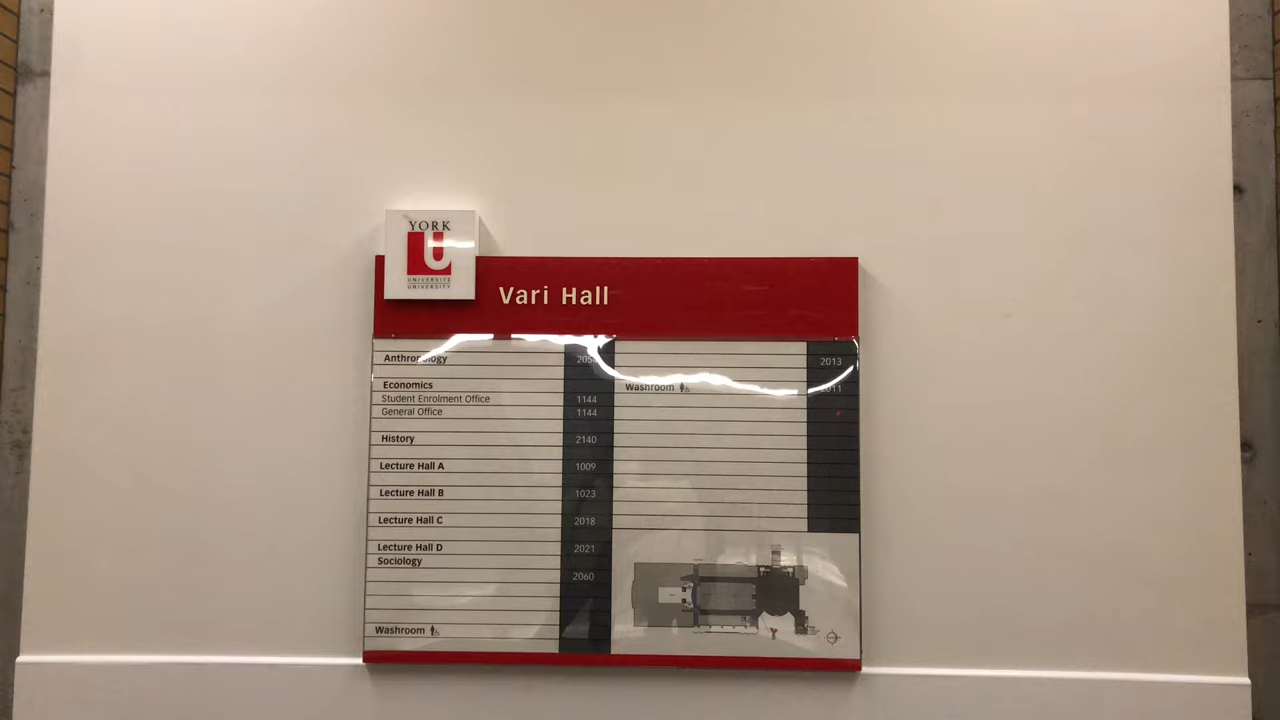 YORK
U
UNIVERSITÉ
UNIVERSITY
Vari Hall
Anthropology
Economics
Student Enrolment Office 1144
General Office 1144
History 2140
Lecture Hall A 1009
Lecture Hall B 1023
Lecture Hall C 2018
Lecture Hall D 2021
Sociology
2060
Washroom
2013
Washroom